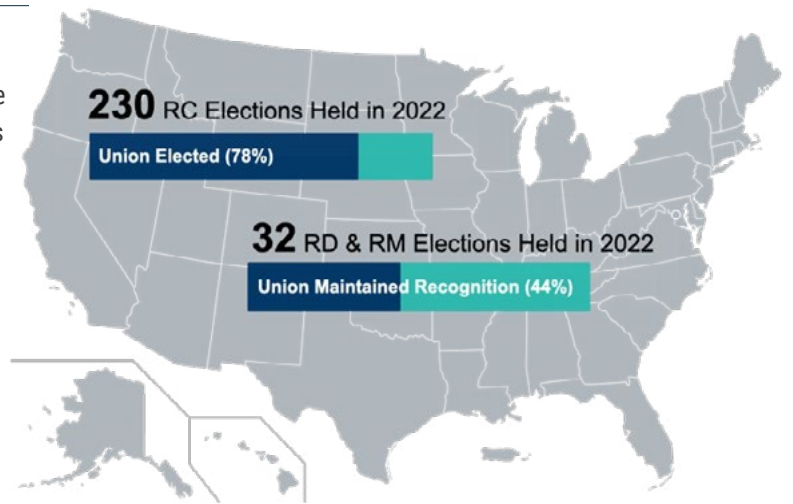 230 RC Elections Held in 2022
Union Elected (78%)
32 RD & RM Elections Held in 2022
Union Maintained Recognition (44%)